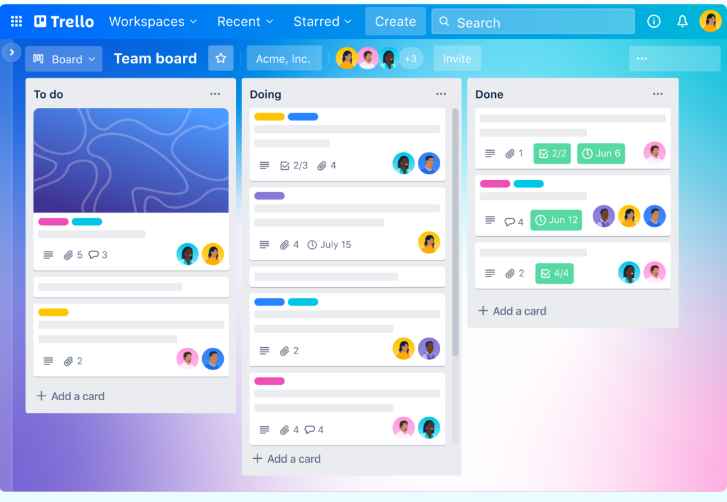 Trello Workspaces Recent Starred Create Search
Board Team board Acme, Inc. +3 Invite ...
To do ...
5 3
2
+ Add a card
Doing ...
2/3 4
4 July 15
2
4 4
+ Add a card
Done ...
1 2/2 Jun 6
4 Jun 12
2 4/4
+ Add a card